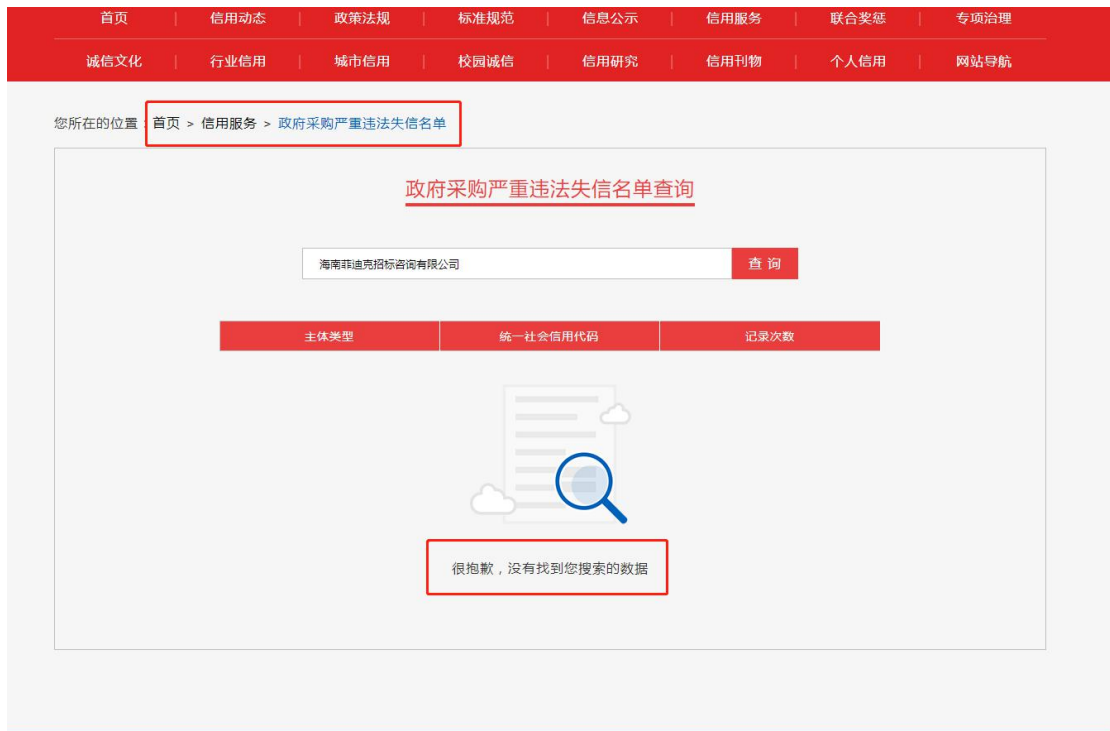 首页 | 信用动态 | 政策法规 | 标准规范 | 信息公示 | 信用服务 | 联合奖惩 | 专项治理
诚信文化 | 行业信用 | 城市信用 | 校园诚信 | 信用研究 | 信用刊物 | 个人信用 | 网站导航
您所在的位置：首页 > 信用服务 > 政府采购严重违法失信名单
政府采购严重违法失信名单查询
海南菲迪克招标咨询有限公司 查询
主体类型 统一社会信用代码 记录次数
很抱歉，没有找到您搜索的数据